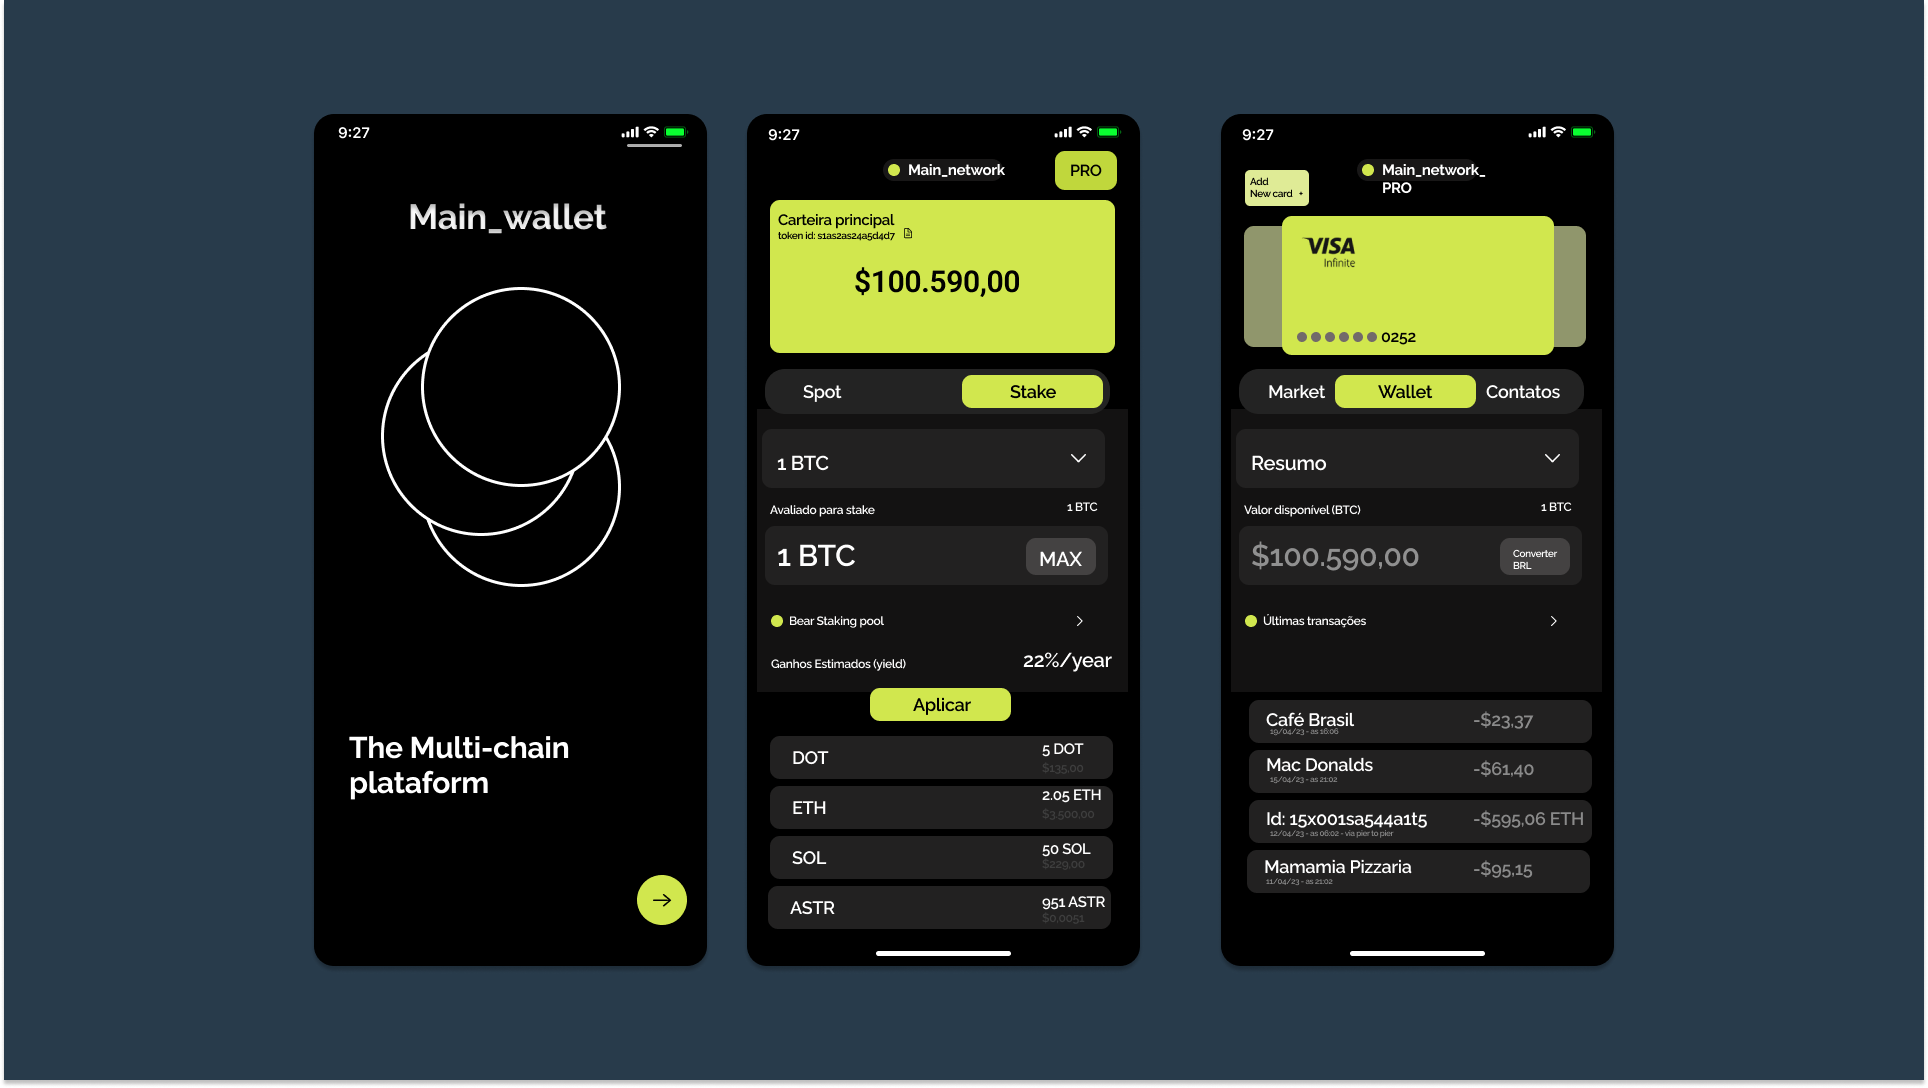 9:27
Main_wallet
The Multi-chain
plataform
9:27
Main_network
PRO
Carteira principal
token id: s1as2as24a5d4d7
$100.590,00
Spot
Stake
1 BTC
Avaliado para stake
1 BTC
1 BTC
MAX
Bear Staking pool
Ganhos Estimados (yield)
22%/year
Aplicar
DOT
5 DOT
$135,00
ETH
2.05 ETH
$3.500,00
SOL
50 SOL
$229,00
ASTR
951 ASTR
$0,0051
9:27
Main_network_
PRO
Add
New card +
VISA
Infinite
0252
Market
Wallet
Contatos
Resumo
Valor disponível (BTC)
1 BTC
$100.590,00
Converter
BRL
Últimas transações
Café Brasil
-$23,37
19/04/23 - as 16:06
Mac Donalds
-$61,40
15/04/23 - as 21:02
Id: 15x001sa544a1t5
-$595,06 ETH
12/04/23 - as 06:02 - via pier to pier
Mamamia Pizzaria
-$95,15
11/04/23 - as 21:02